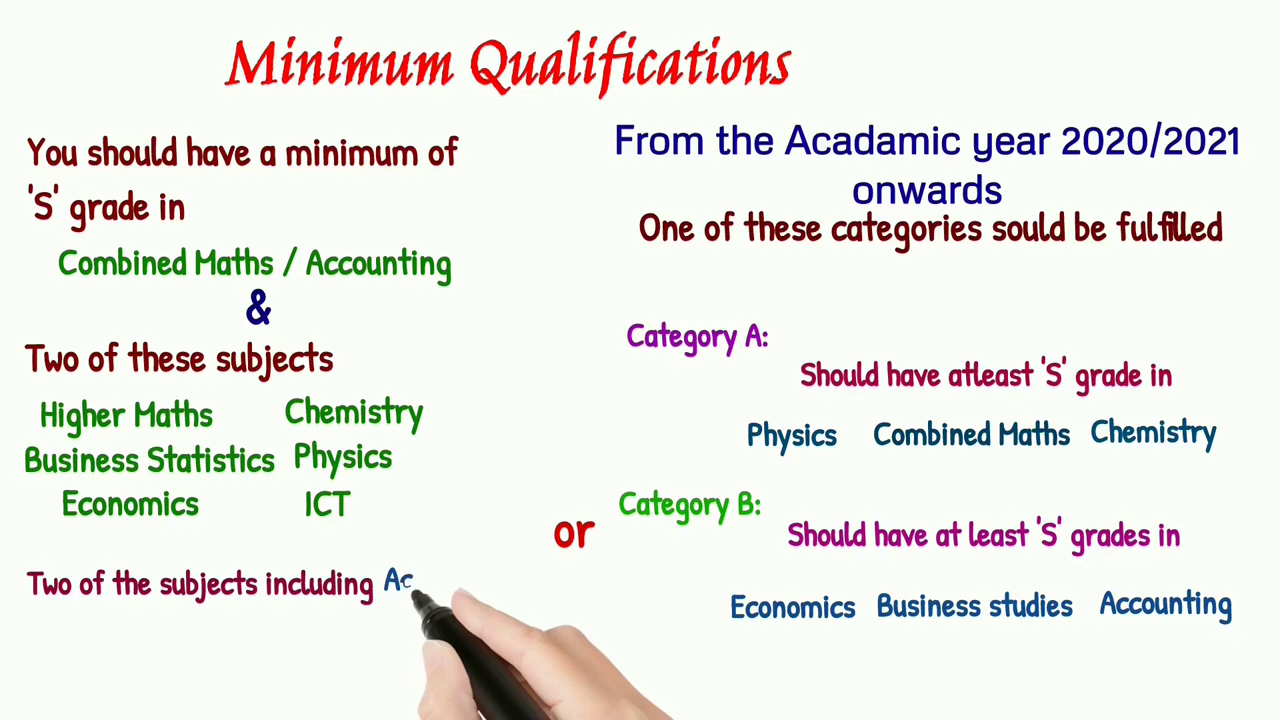 Minimum Qualifications
You should have a minimum of
'S' grade in
Combined Maths / Accounting
&
Two of these subjects
Higher Maths Chemistry
Business Statistics Physics
Economics ICT
Two of the subjects including Ac
or
From the Acadamic year 2020/2021
onwards
One of these categories sould be fulfilled
Category A:
Should have atleast 'S' grade in
Physics Combined Maths Chemistry
Category B:
Should have at least 'S' grades in
Economics Business studies Accounting